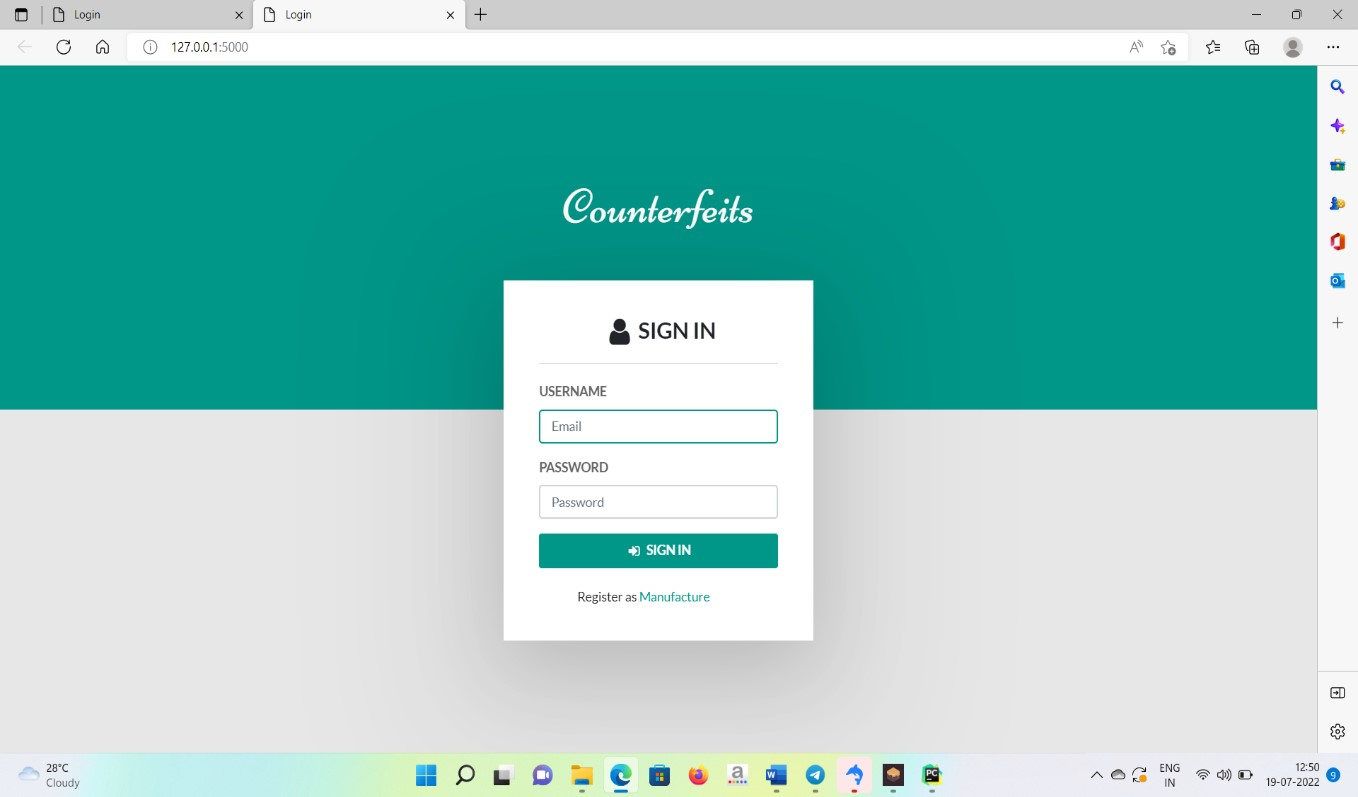 Login
Login
127.0.0.1:5000
Counterfeits
SIGN IN
USERNAME
Email
PASSWORD
Password
SIGN IN
Register as Manufacture
28°C
Cloudy
ENG
IN
12:50
19-07-2022
9